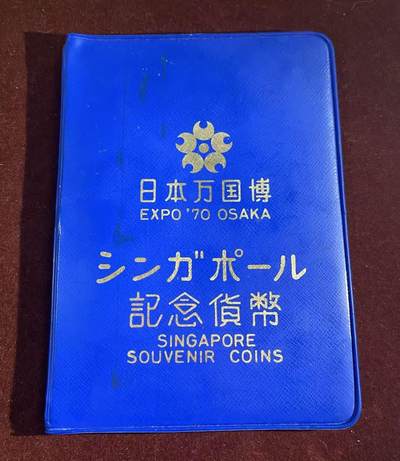 日本万国博
EXPO '70 OSAKA
シンガポール
記念貨幣
SINGAPORE
SOUVENIR COINS